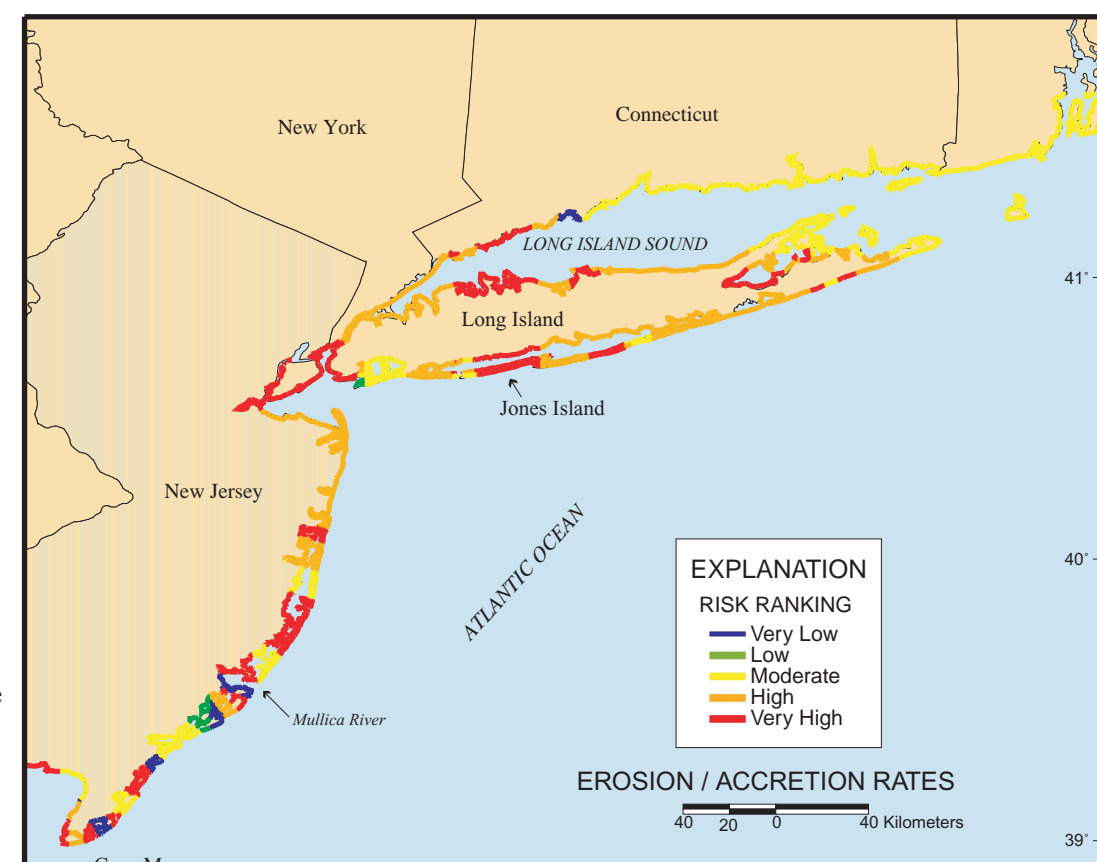 New York
Connecticut
LONG ISLAND SOUND
41°
Long Island
Jones Island
New Jersey
ATLANTIC OCEAN
40°
EXPLANATION
RISK RANKING
Very Low
Low
Moderate
High
Very High
Mullica River
EROSION / ACCRETION RATES
40 20 0 40 Kilometers
39°